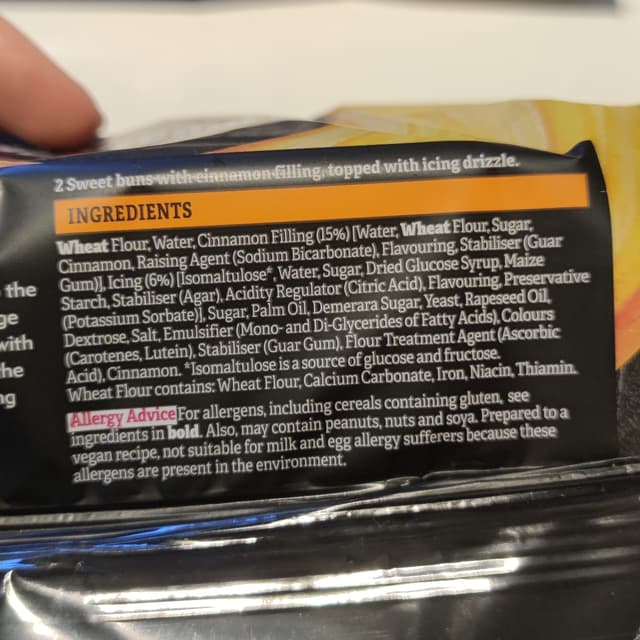 2 Sweet buns with cinnamon filling, topped with icing drizzle.
INGREDIENTS
Wheat Flour, Water, Cinnamon Filling (15%) [Water, Wheat Flour, Sugar,
Cinnamon, Raising Agent (Sodium Bicarbonate), Flavouring, Stabiliser (Guar
Gum)], Icing (6%) [Isomaltulose*, Water, Sugar, Dried Glucose Syrup, Maize
Starch, Stabiliser (Agar), Acidity Regulator (Citric Acid), Flavouring, Preservative
(Potassium Sorbate)], Sugar, Palm Oil, Demerara Sugar, Yeast, Rapeseed Oil,
Dextrose, Salt, Emulsifier (Mono- and Di-Glycerides of Fatty Acids), Colours
(Carotenes, Lutein), Stabiliser (Guar Gum), Flour Treatment Agent (Ascorbic
Acid), Cinnamon. *Isomaltulose is a source of glucose and fructose.
Wheat Flour contains: Wheat Flour, Calcium Carbonate, Iron, Niacin, Thiamin.
Allergy Advice For allergens, including cereals containing gluten, see
ingredients in bold. Also, may contain peanuts, nuts and soya. Prepared to a
vegan recipe, not suitable for milk and egg allergy sufferers because these
allergens are present in the environment.
the
with